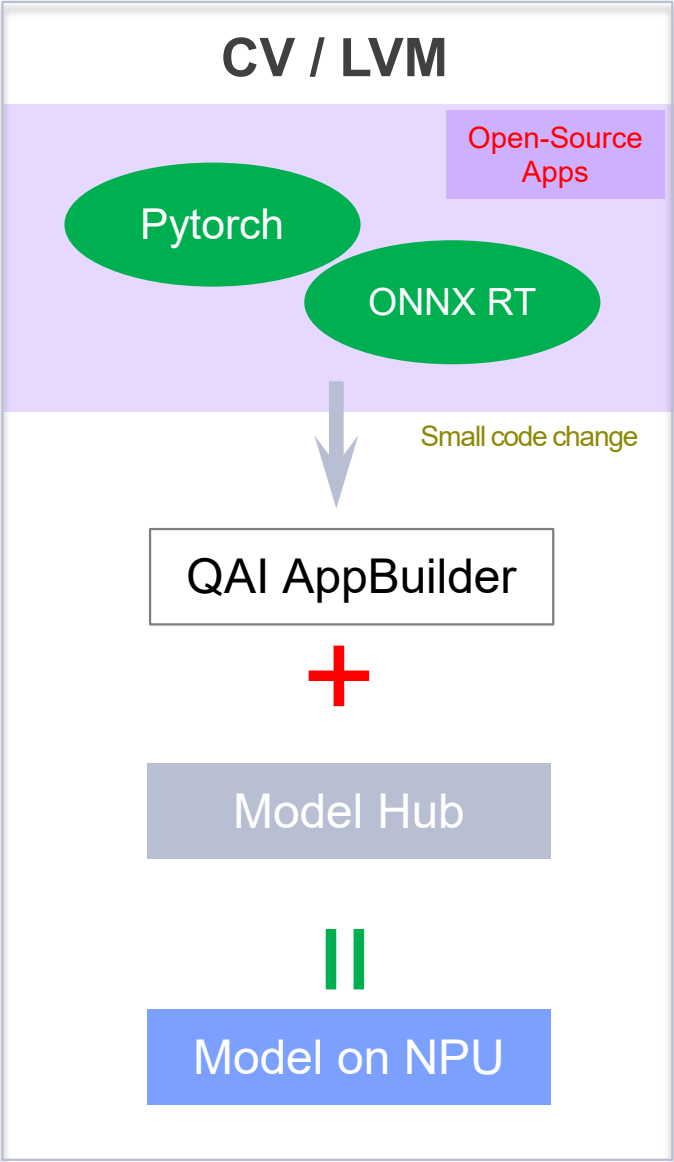 CV / LVM
Open-Source
Apps
Pytorch
ONNX RT
Small code change
QAI AppBuilder
+
Model Hub
Model on NPU